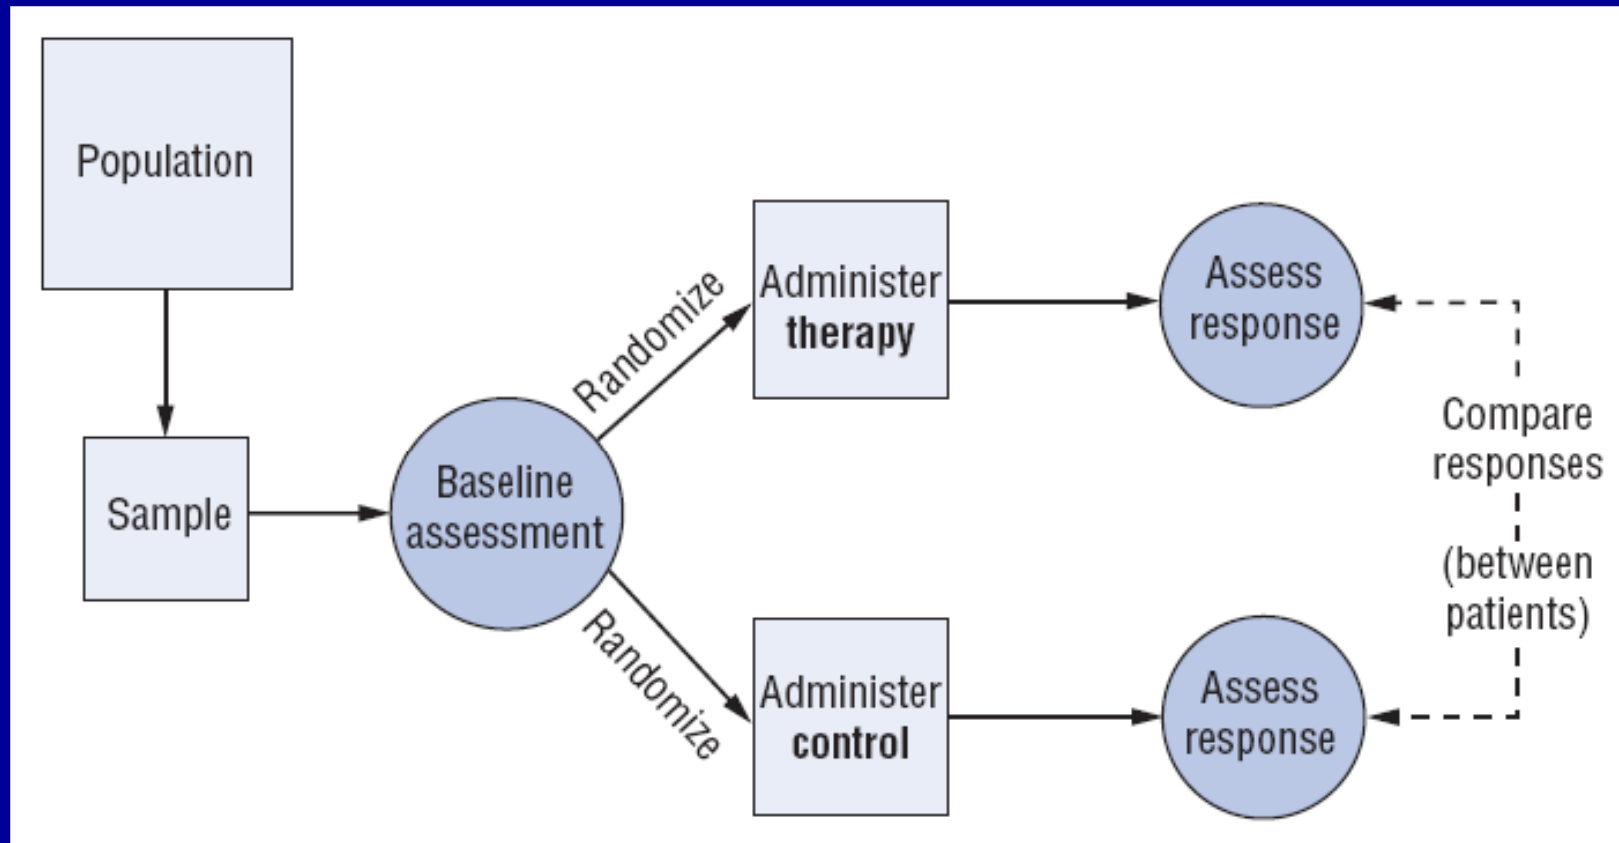 Population
Sample
Baseline
assessment
Randomize
Administer
therapy
Assess
response
Randomize
Administer
control
Assess
response
Compare
responses
(between
patients)